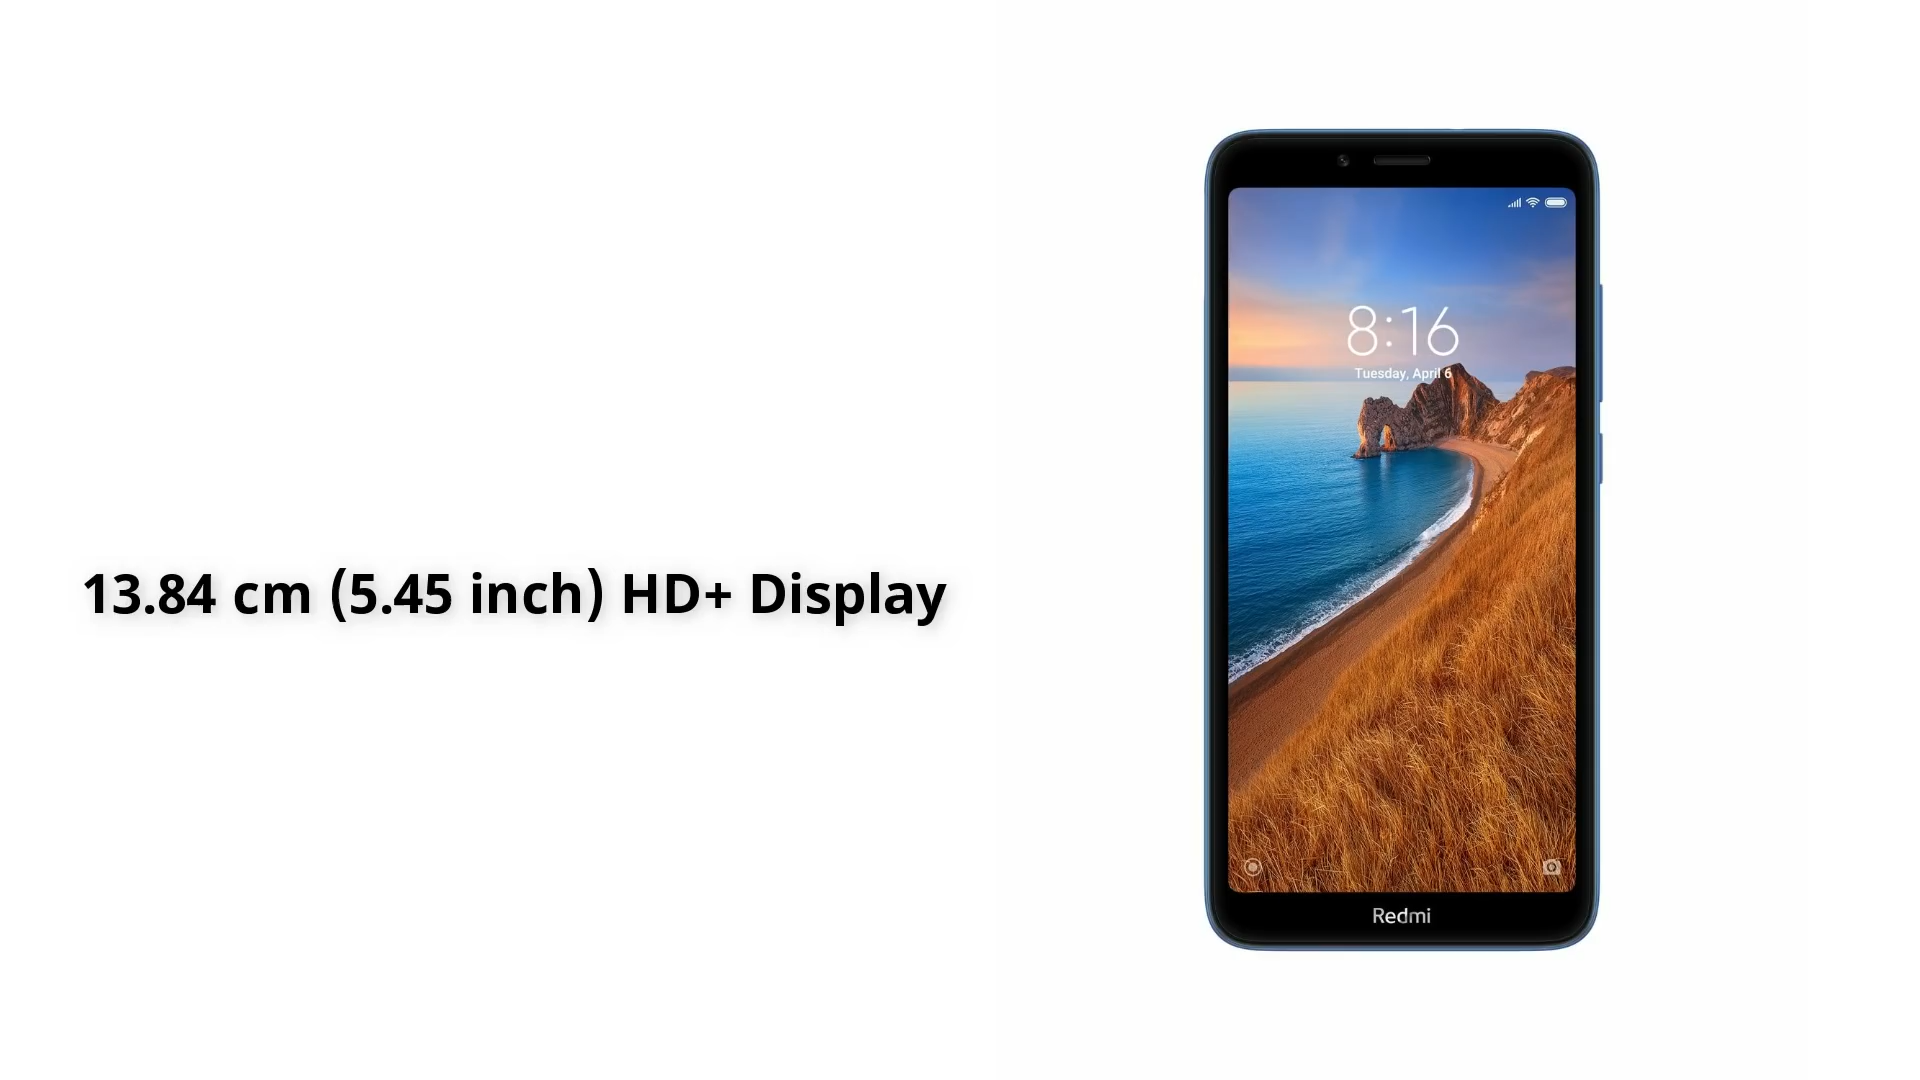 13.84 cm (5.45 inch) HD+ Display
8:16
Tuesday, April 6
Redmi